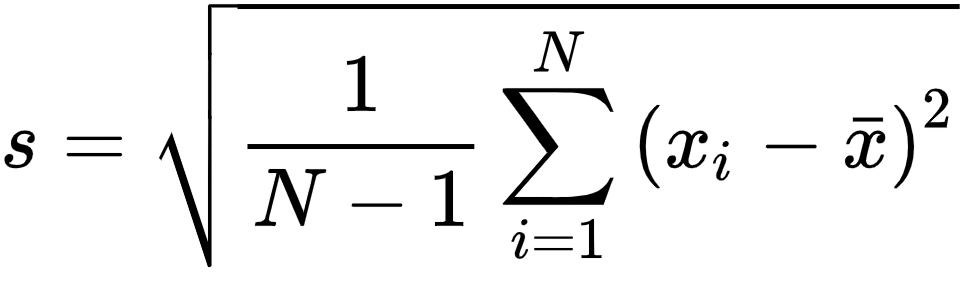 s = √(1/(N − 1) ∑_{i=1}^{N} (x_i − x̄)²)